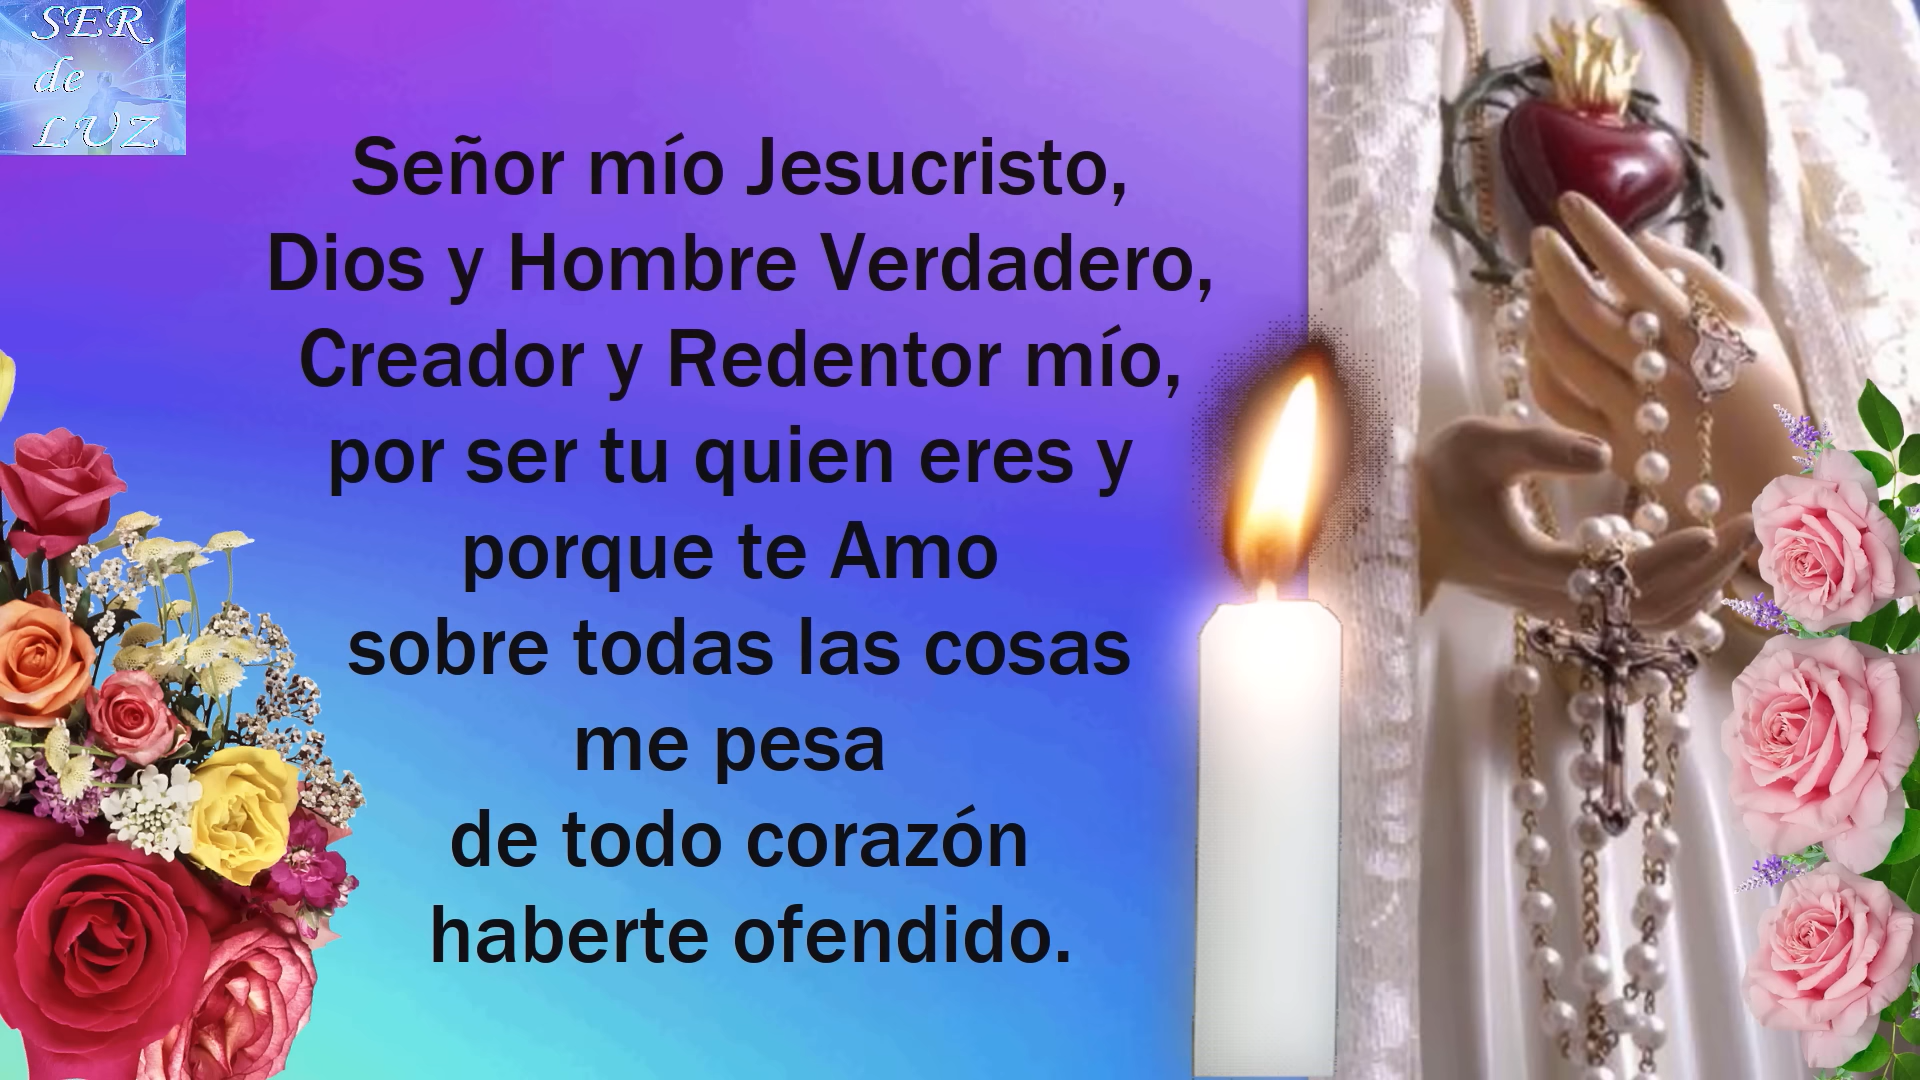 SER
de
LUZ
Señor mío Jesucristo,
Dios y Hombre Verdadero,
Creador y Redentor mío,
por ser tu quien eres y
porque te Amo
sobre todas las cosas
me pesa
de todo corazón
haberte ofendido.